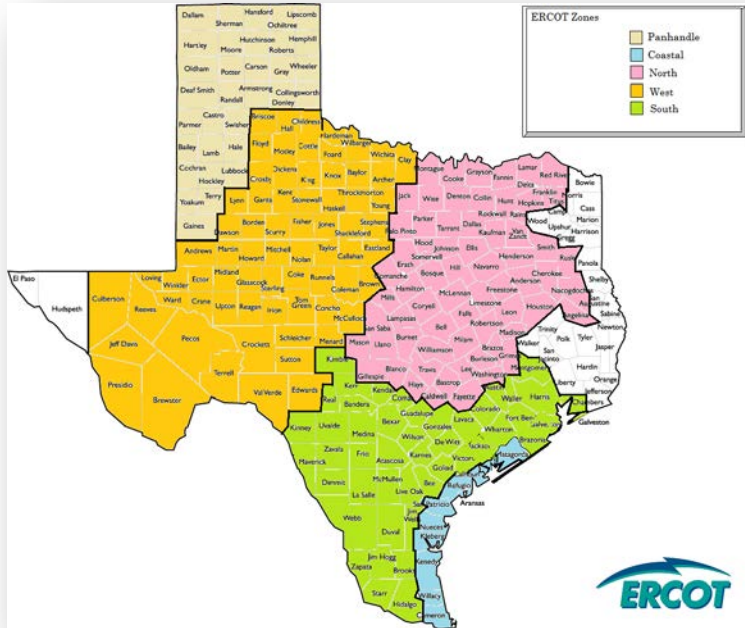 ERCOT Zones
Panhandle
Coastal
North
West
South
Dallam Hansford Lipscomb
Sherman Ochiltree
Hartley Hutchinson Hemphill
Moore Roberts
Oldham Potter Carson Gray Wheeler
Deaf Smith Armstrong Collingsworth
Randall Donley
Castro
Parmer Swisher
Briscoe Childress
Hall
Hardeman
Wilbarger
Bailey Lamb Hale Floyd Motley Cottle Foard Wichita Clay
Cochran Lubbock Crosby Dickens King Knox Baylor Archer
Hockley
Yoakum Terry Lynn Garza Kent Stonewall Haskell Throckmorton Young
Gaines Dawson Borden Scurry Fisher Jones Shackelford Stephens
Andrews Martin Howard Mitchell Nolan Taylor Callahan Eastland
Montague Cooke Grayson Fannin Lamar Red River
Delta Franklin Bowie
Jack Wise Denton Collin Hunt Hopkins Morris Cass
Camp Marion
Parker Tarrant Dallas Rockwall Rains Wood Upshur Harrison
Palo Pinto Kaufman Van Zandt Gregg
Hood Johnson Ellis Smith Rusk Panola
Somervell Henderson
Erath Bosque Hill Navarro Cherokee Shelby
Comanche Anderson Nacogdoches
Hamilton McLennan Freestone
Limestone Leon Houston Angelina Augustine Sabine
Mills Coryell Falls Newton
Lampasas Bell Robertson Madison Trinity Polk Tyler Jasper
San Saba Burnet Milam Walker San Jacinto Hardin
Mason Llano Williamson Brazos
Burleson Grimes Orange
Gillespie Blanco Travis Lee Washington Montgomery Liberty Jefferson
Hays Bastrop
Caldwell Fayette Chambers
Galveston
El Paso Hudspeth
Culberson Loving Winkler Ector Midland Glasscock Sterling Coke Runnels Coleman Brown
Reeves Ward Crane Upton Reagan Irion Tom Green Concho McCulloch
Jeff Davis Pecos Crockett Schleicher Menard
Sutton Kimble
Presidio Brewster Terrell Val Verde Edwards
Kerr Real Bandera Kendall
Bexar Guadalupe Gonzales Lavaca Colorado Waller Harris
Fort Bend Galveston
Kinney Uvalde Medina Wilson De Witt Jackson Wharton Brazoria
Zavala Frio Atascosa Karnes Victoria Matagorda
Maverick Goliad Calhoun
Dimmit McMullen Bee Refugio
La Salle Live Oak San Patricio Aransas
Webb Duval Jim Wells Nueces
Kleberg
Jim Hogg Brooks Kenedy
Zapata
Starr Hidalgo Willacy
Cameron
ERCOT